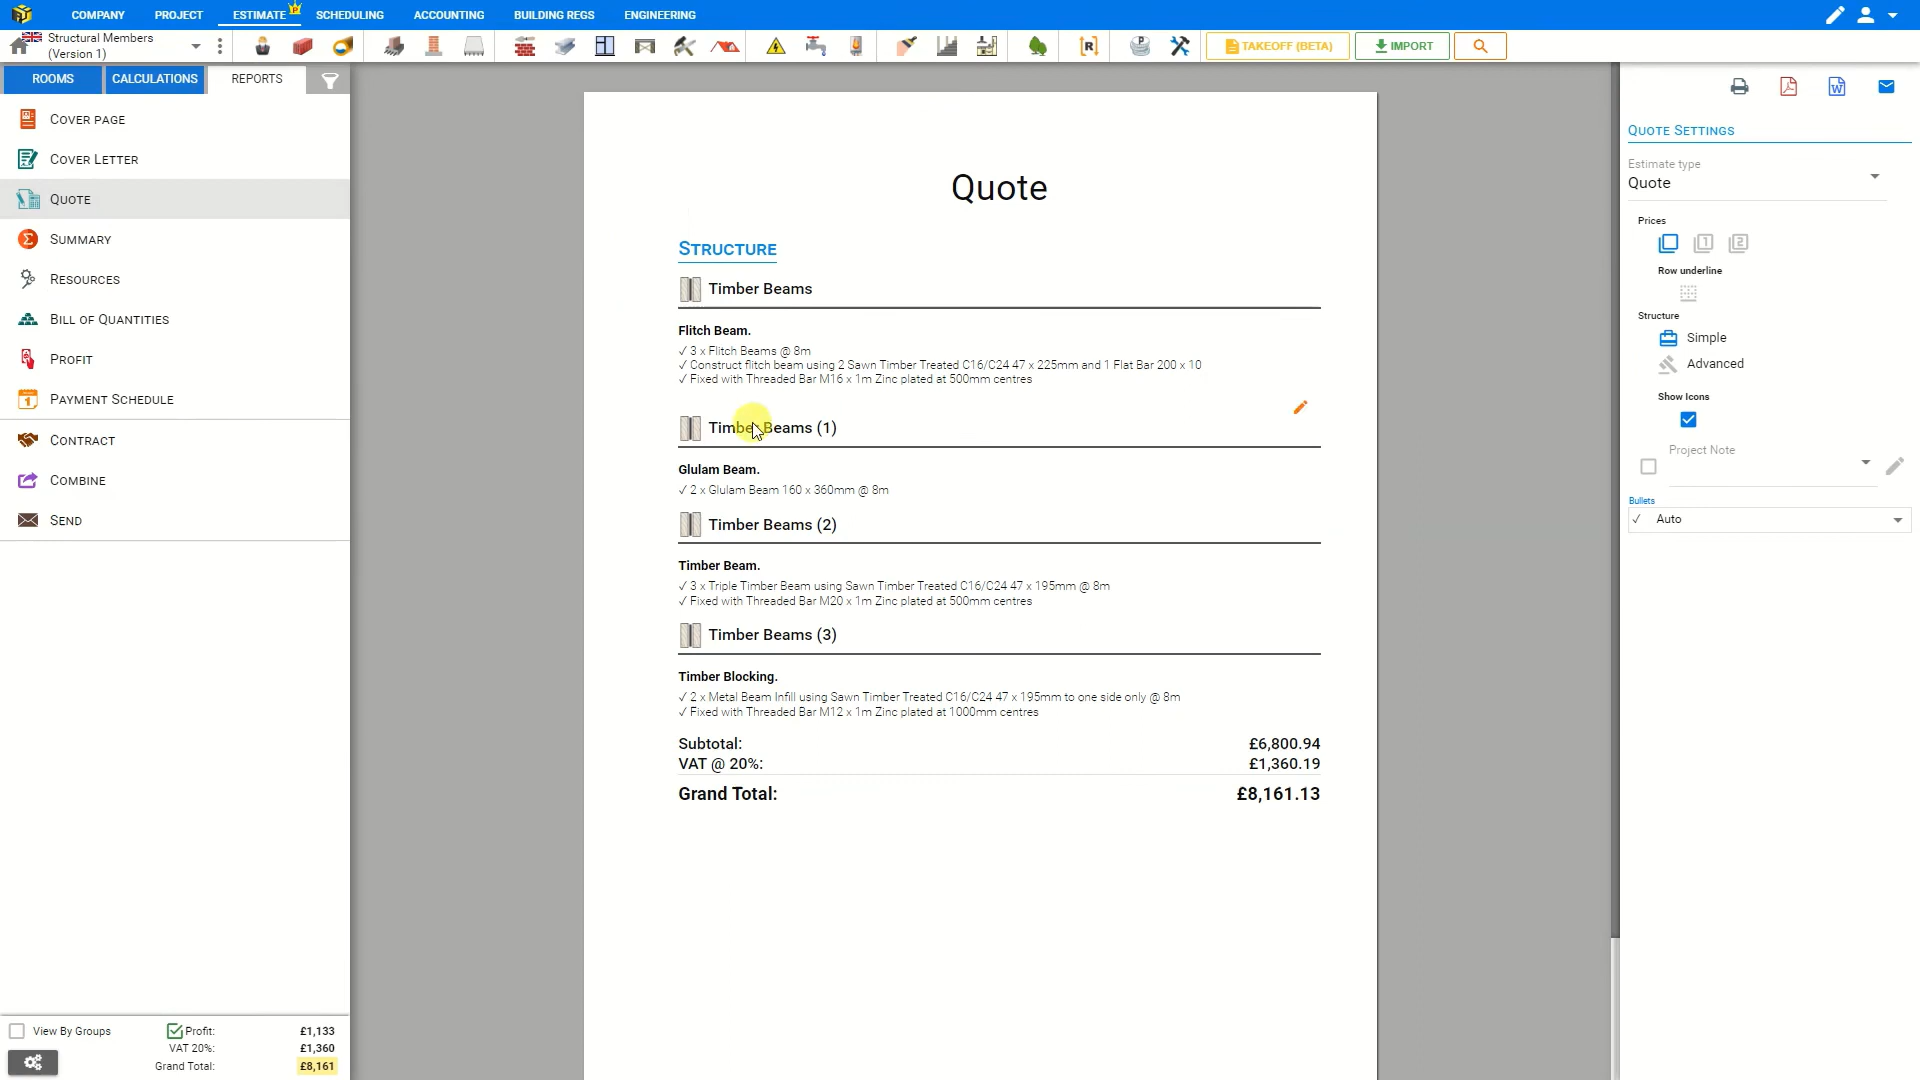 COMPANY PROJECT ESTIMATE SCHEDULING ACCOUNTING BUILDING REGS ENGINEERING
Structural Members
(Version 1)
TAKEOFF (BETA) IMPORT
ROOMS CALCULATIONS REPORTS
COVER PAGE
COVER LETTER
QUOTE
SUMMARY
RESOURCES
BILL OF QUANTITIES
PROFIT
PAYMENT SCHEDULE
CONTRACT
COMBINE
SEND
View By Groups
Profit: £1,133
VAT 20%: £1,360
Grand Total: £8,161
Quote
STRUCTURE
Timber Beams
Flitch Beam.
✓ 3 x Flitch Beams @ 8m
✓ Construct flitch beam using 2 Sawn Timber Treated C16/C24 47 x 225mm and 1 Flat Bar 200 x 10
✓ Fixed with Threaded Bar M16 x 1m Zinc plated at 500mm centres
Timber Beams (1)
Glulam Beam.
✓ 2 x Glulam Beam 160 x 360mm @ 8m
Timber Beams (2)
Timber Beam.
✓ 3 x Triple Timber Beam using Sawn Timber Treated C16/C24 47 x 195mm @ 8m
✓ Fixed with Threaded Bar M20 x 1m Zinc plated at 500mm centres
Timber Beams (3)
Timber Blocking.
✓ 2 x Metal Beam Infill using Sawn Timber Treated C16/C24 47 x 195mm to one side only @ 8m
✓ Fixed with Threaded Bar M12 x 1m Zinc plated at 1000mm centres
Subtotal: £6,800.94
VAT @ 20%: £1,360.19
Grand Total: £8,161.13
QUOTE SETTINGS
Estimate type
Quote
Prices
1 2
Row underline
Structure
Simple
Advanced
Show Icons
Project Note
Bullets
✓ Auto